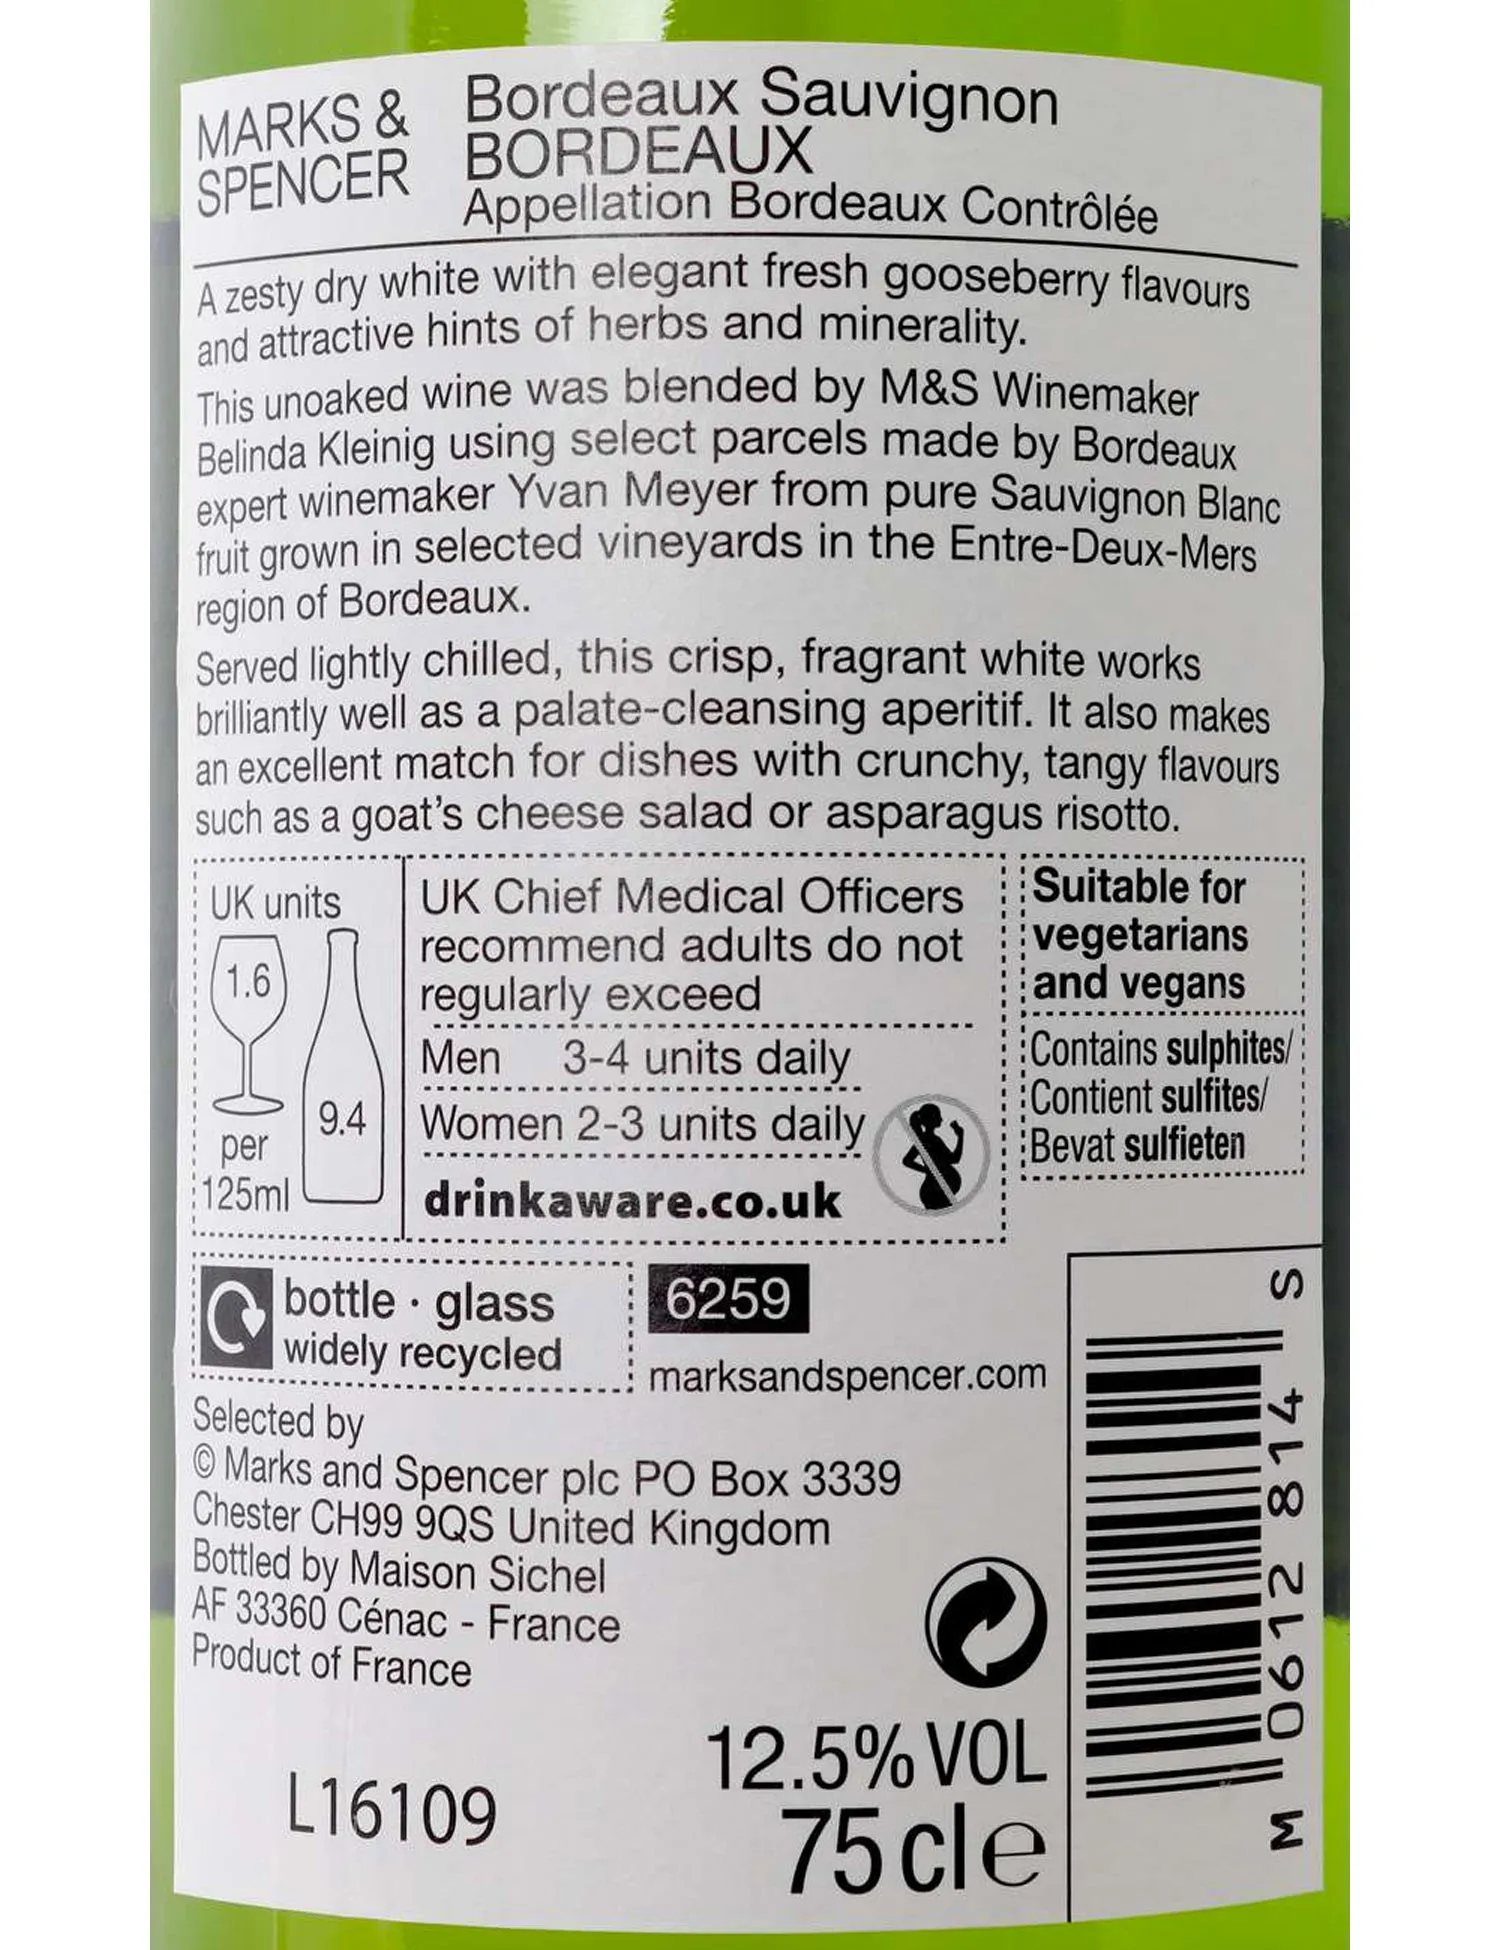 MARKS &
SPENCER
Bordeaux Sauvignon
BORDEAUX
Appellation Bordeaux Contrôlée
A zesty dry white with elegant fresh gooseberry flavours
and attractive hints of herbs and minerality.
This unoaked wine was blended by M&S Winemaker
Belinda Kleinig using select parcels made by Bordeaux
expert winemaker Yvan Meyer from pure Sauvignon Blanc
fruit grown in selected vineyards in the Entre-Deux-Mers
region of Bordeaux.
Served lightly chilled, this crisp, fragrant white works
brilliantly well as a palate-cleansing aperitif. It also makes
an excellent match for dishes with crunchy, tangy flavours
such as a goat's cheese salad or asparagus risotto.
UK units
1.6
per
125ml
9.4
UK Chief Medical Officers
recommend adults do not
regularly exceed
Men 3-4 units daily
Women 2-3 units daily
drinkaware.co.uk
Suitable for
vegetarians
and vegans
Contains sulphites/
Contient sulfites/
Bevat sulfieten
bottle · glass
widely recycled
6259
marksandspencer.com
Selected by
© Marks and Spencer plc PO Box 3339
Chester CH99 9QS United Kingdom
Bottled by Maison Sichel
AF 33360 Cénac - France
Product of France
L16109
12.5% VOL
75 cl e
M 0612 814 S